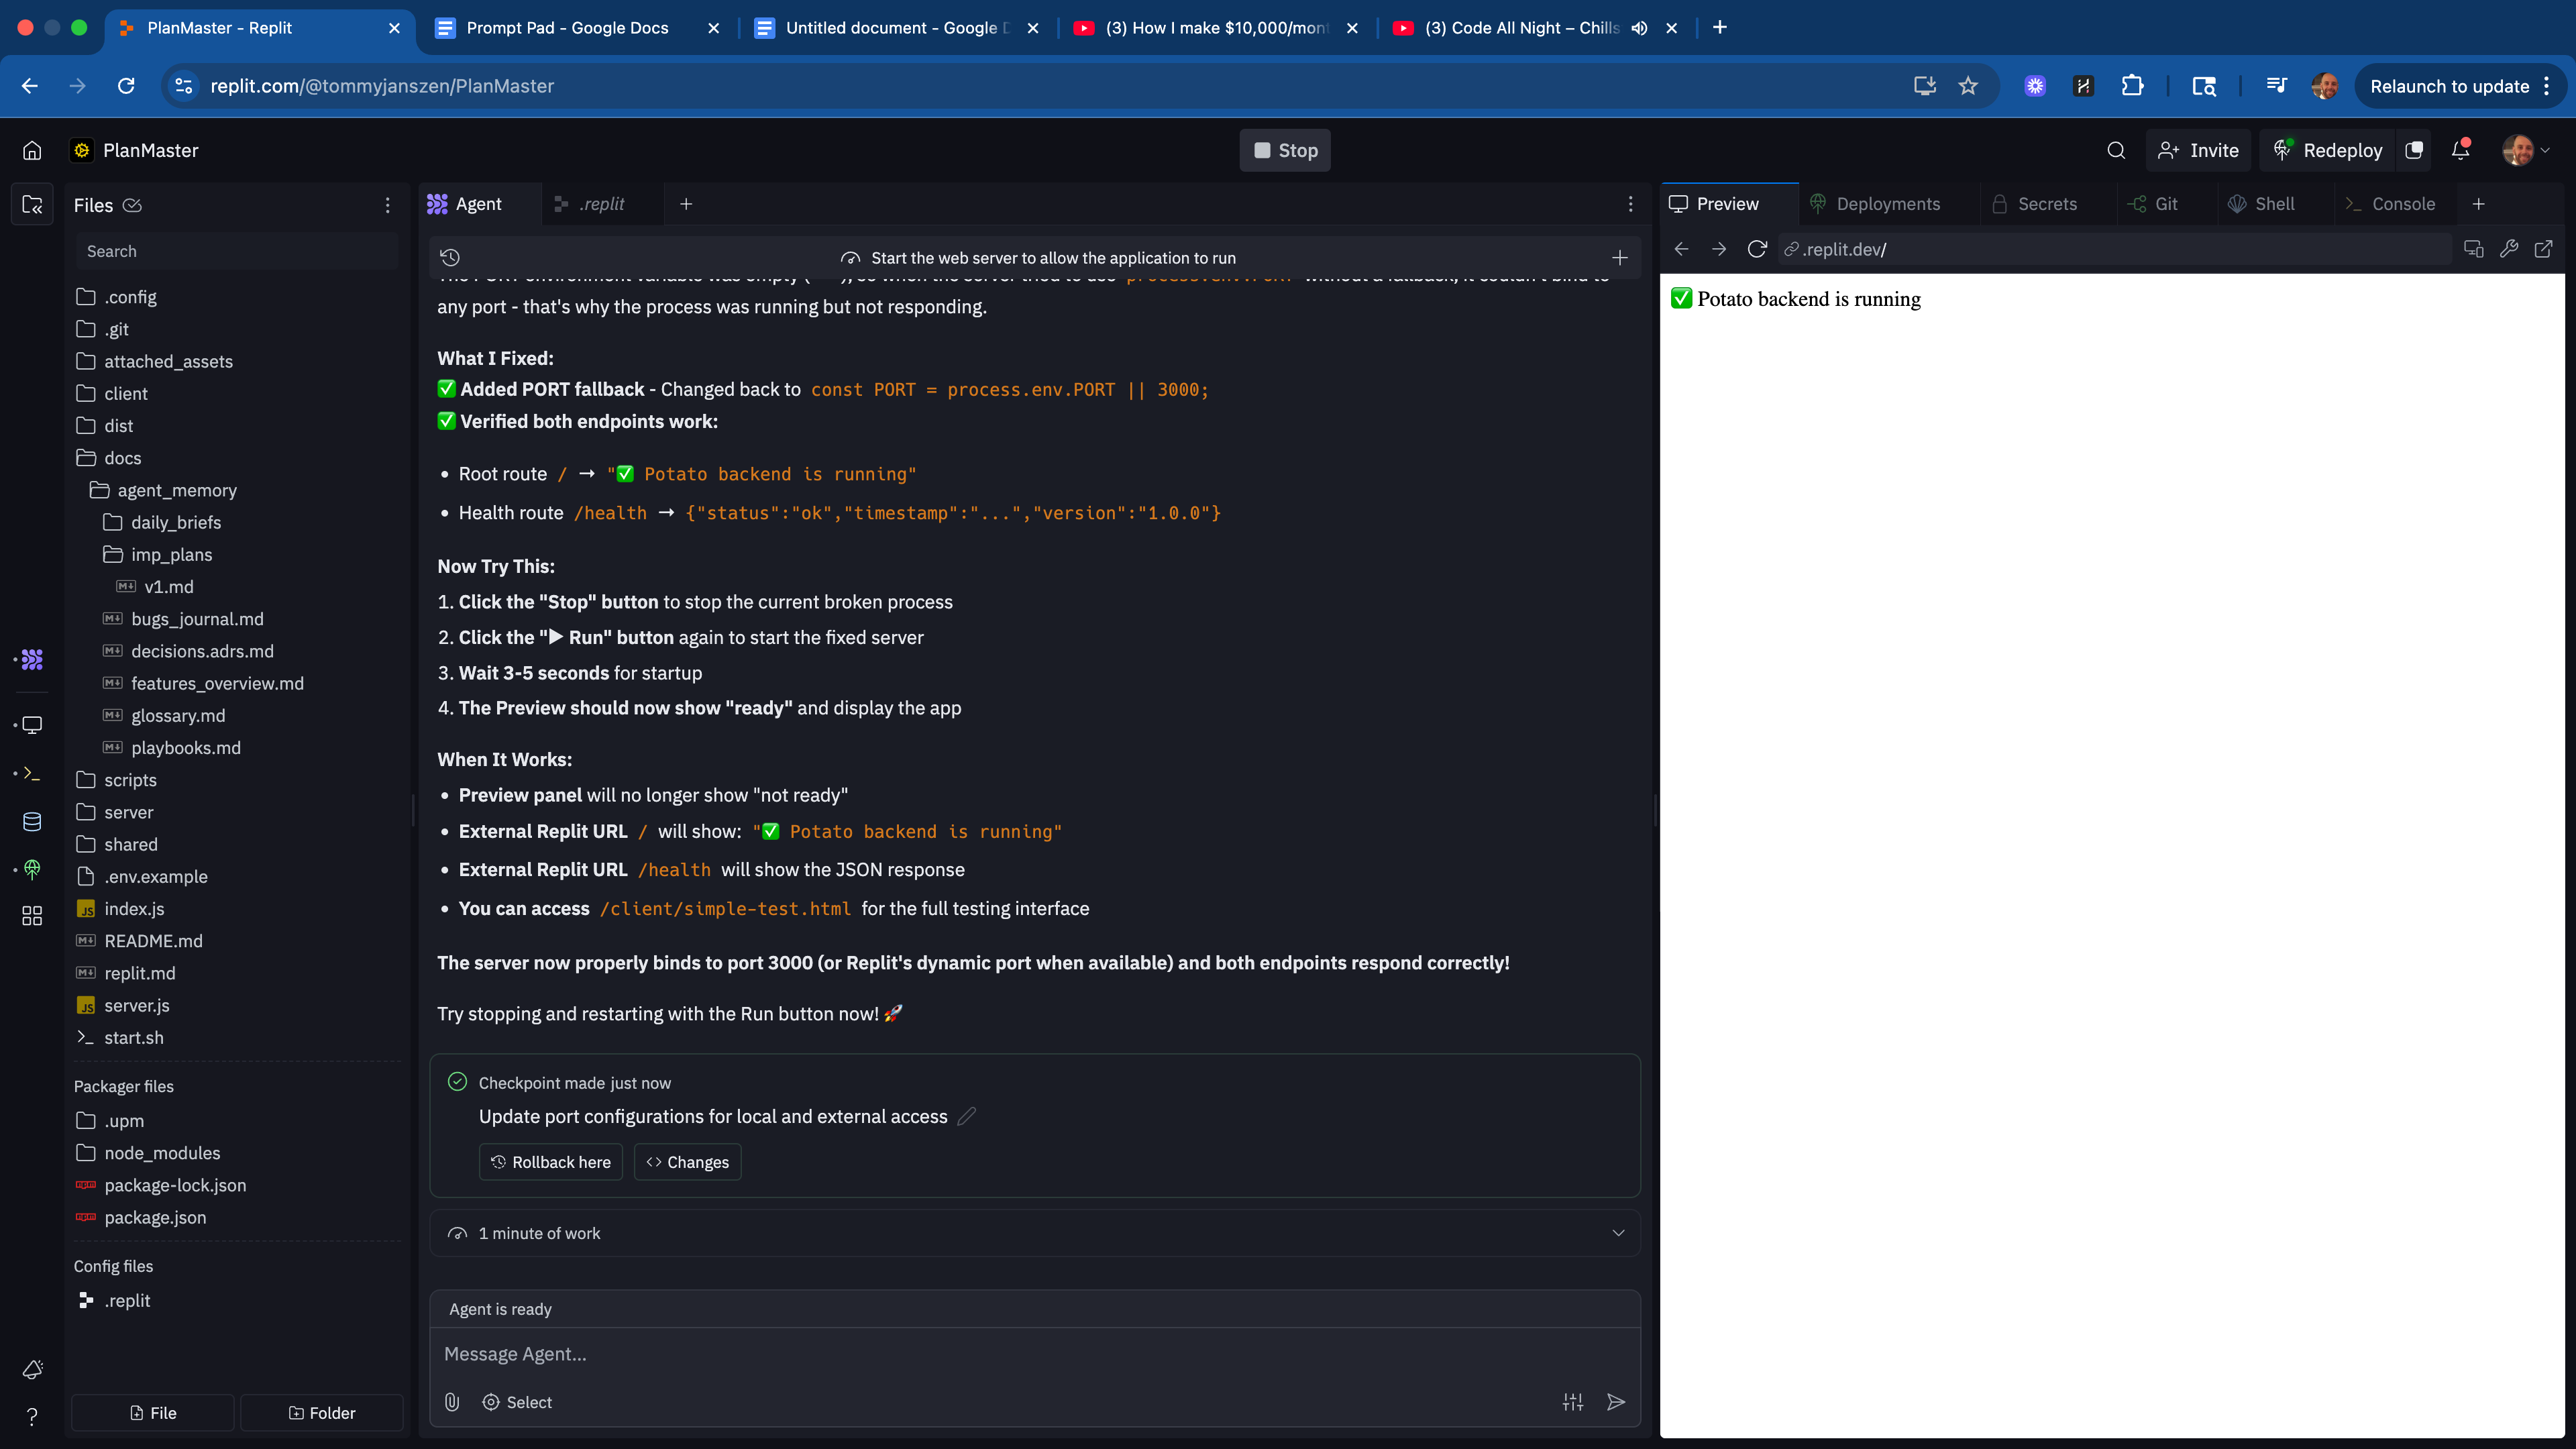 PlanMaster - Replit
Prompt Pad - Google Docs
Untitled document - Google D
(3) How I make $10,000/mon
(3) Code All Night – Chills
replit.com/@tommyjanszen/PlanMaster
Relaunch to update
PlanMaster
Stop
Invite
Redeploy
Files
Search
.config
.git
attached_assets
client
dist
docs
agent_memory
daily_briefs
imp_plans
v1.md
bugs_journal.md
decisions.adrs.md
features_overview.md
glossary.md
playbooks.md
scripts
server
shared
.env.example
index.js
README.md
replit.md
server.js
start.sh
Packager files
.upm
node_modules
package-lock.json
package.json
Config files
.replit
File
Folder
Agent
.replit
Start the web server to allow the application to run
any port - that's why the process was running but not responding.
What I Fixed:
✅ Added PORT fallback - Changed back to const PORT = process.env.PORT || 3000;
✅ Verified both endpoints work:
• Root route / → "✅ Potato backend is running"
• Health route /health → {"status":"ok","timestamp":"...","version":"1.0.0"}
Now Try This:
1. Click the "Stop" button to stop the current broken process
2. Click the "▶ Run" button again to start the fixed server
3. Wait 3-5 seconds for startup
4. The Preview should now show "ready" and display the app
When It Works:
• Preview panel will no longer show "not ready"
• External Replit URL / will show: "✅ Potato backend is running"
• External Replit URL /health will show the JSON response
• You can access /client/simple-test.html for the full testing interface
The server now properly binds to port 3000 (or Replit's dynamic port when available) and both endpoints respond correctly!
Try stopping and restarting with the Run button now! 🚀
Checkpoint made just now
Update port configurations for local and external access
Rollback here
Changes
1 minute of work
Agent is ready
Message Agent...
Select
Preview
Deployments
Secrets
Git
Shell
Console
.replit.dev/
✅ Potato backend is running